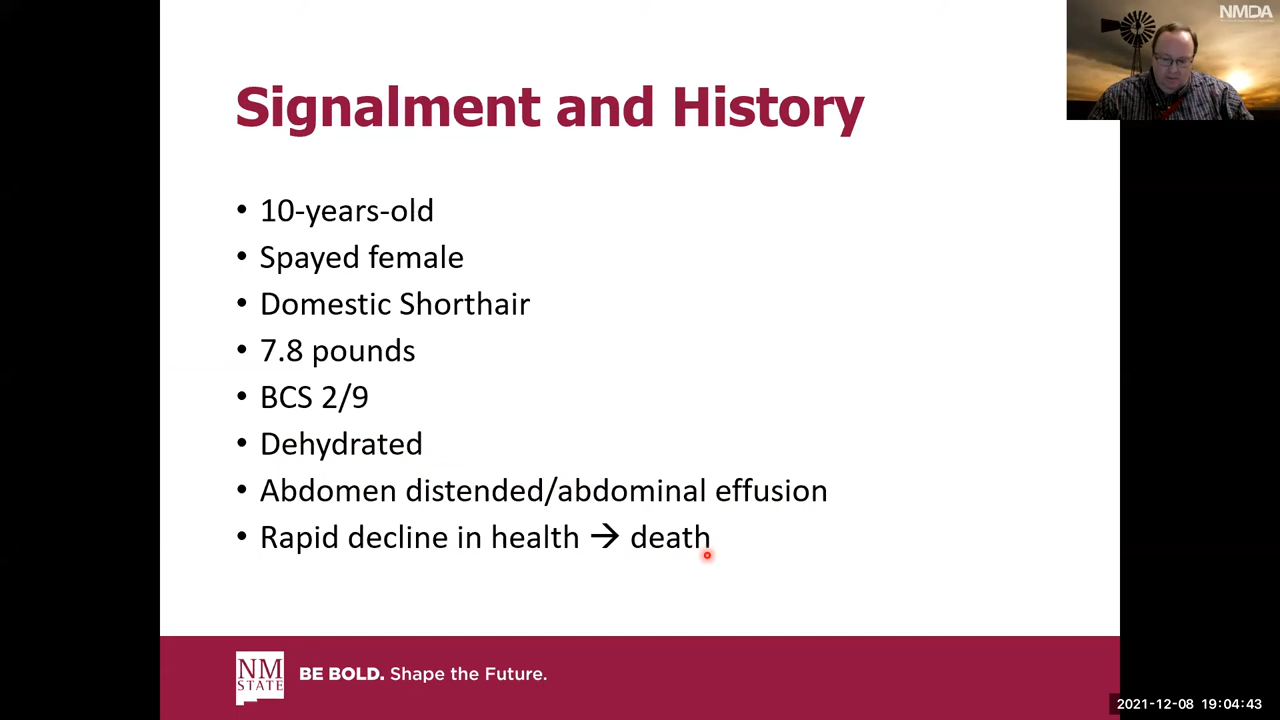 NMDA
Signalment and History
• 10-years-old
• Spayed female
• Domestic Shorthair
• 7.8 pounds
• BCS 2/9
• Dehydrated
• Abdomen distended/abdominal effusion
• Rapid decline in health → death
NM
STATE
BE BOLD. Shape the Future.
2021-12-08 19:04:43